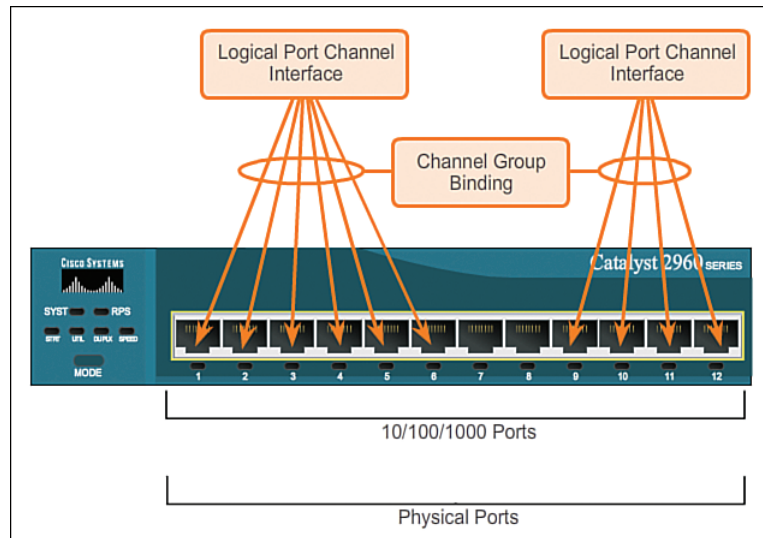 Logical Port Channel
Interface
Logical Port Channel
Interface
Channel Group
Binding
CISCO SYSTEMS
Catalyst 2960 SERIES
SYST RPS
STAT UTIL DUPLX SPEED
MODE
1 2 3 4 5 6 7 8 9 10 11 12
10/100/1000 Ports
Physical Ports